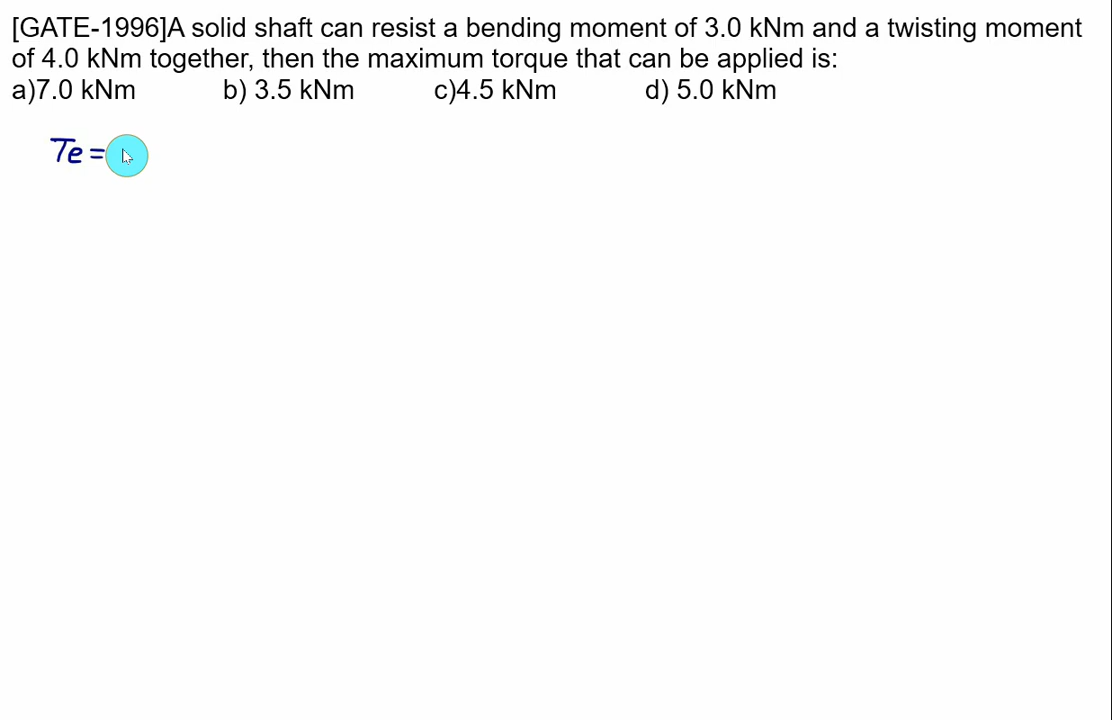 [GATE-1996]A solid shaft can resist a bending moment of 3.0 kNm and a twisting moment
of 4.0 kNm together, then the maximum torque that can be applied is:
a)7.0 kNm b) 3.5 kNm c)4.5 kNm d) 5.0 kNm
Te =